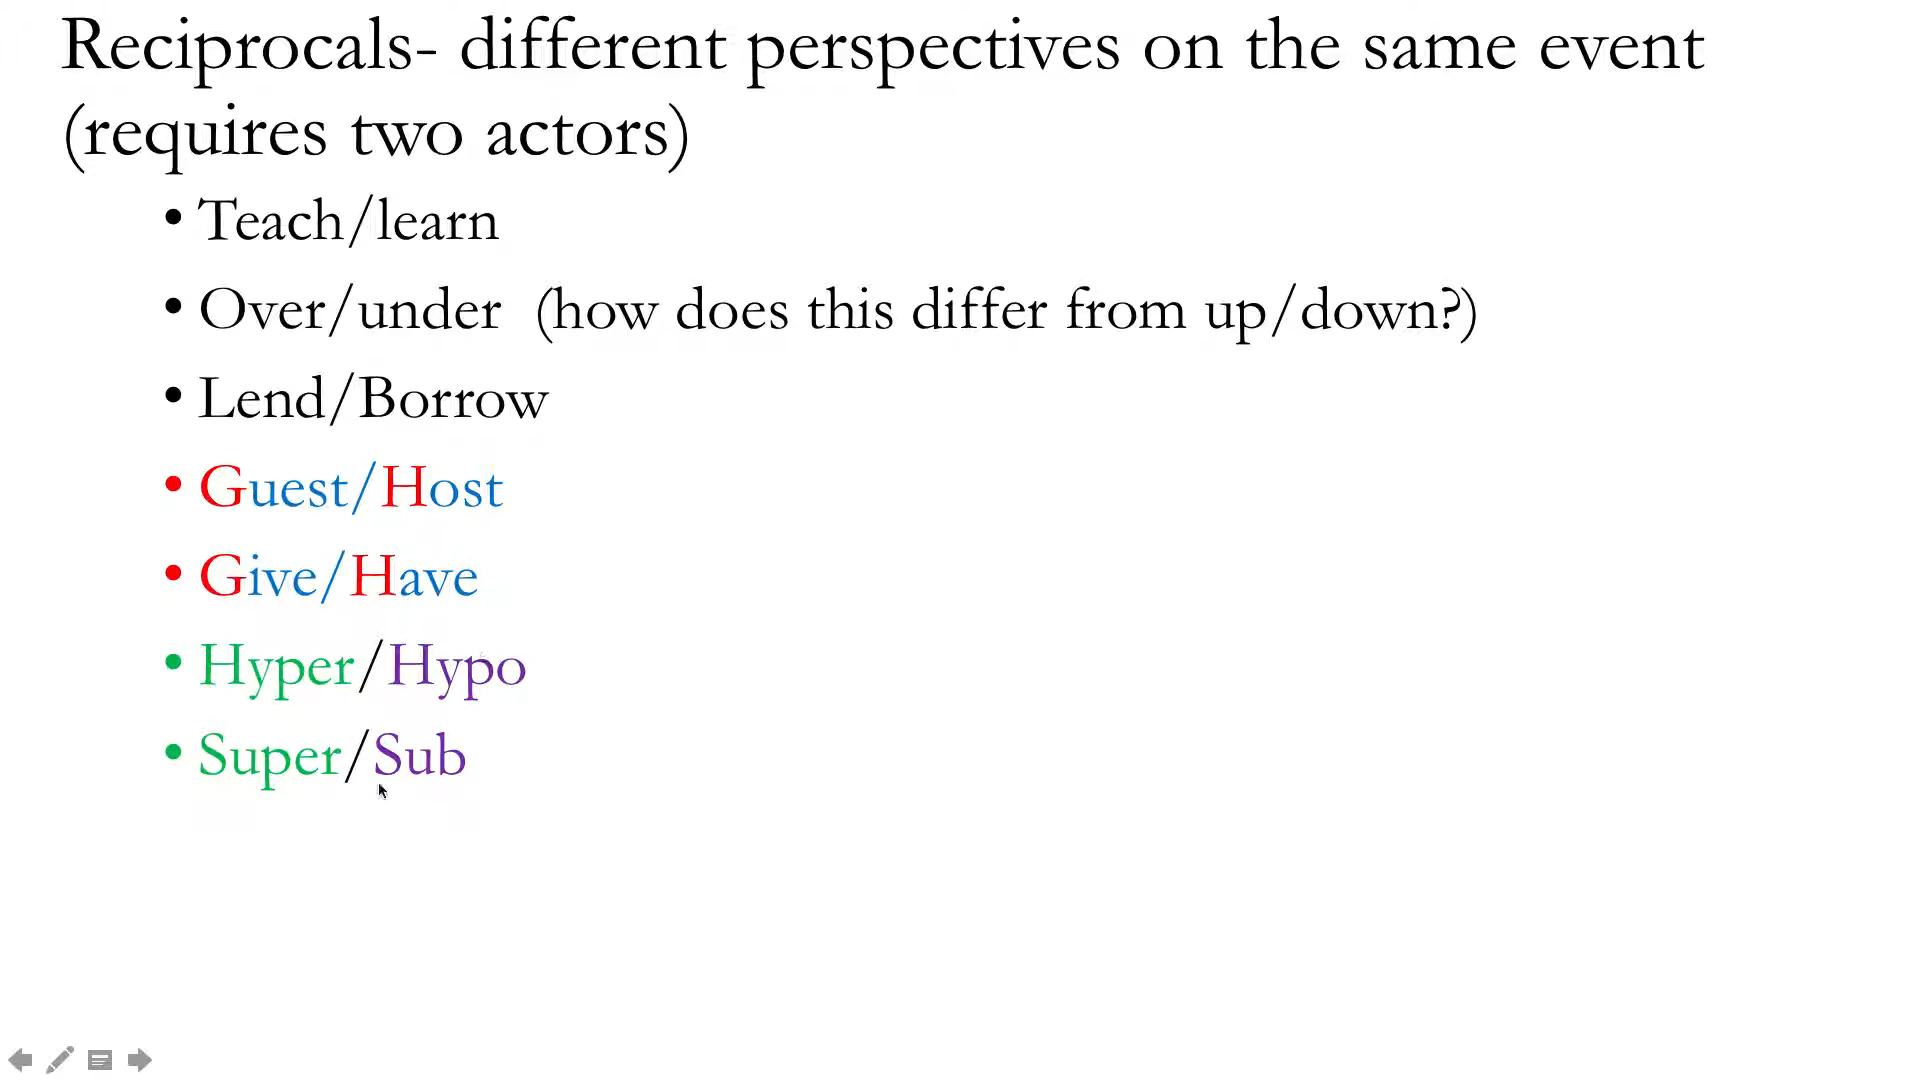 Reciprocals- different perspectives on the same event
(requires two actors)
• Teach/learn
• Over/under (how does this differ from up/down?)
• Lend/Borrow
• Guest/Host
• Give/Have
• Hyper/Hypo
• Super/Sub